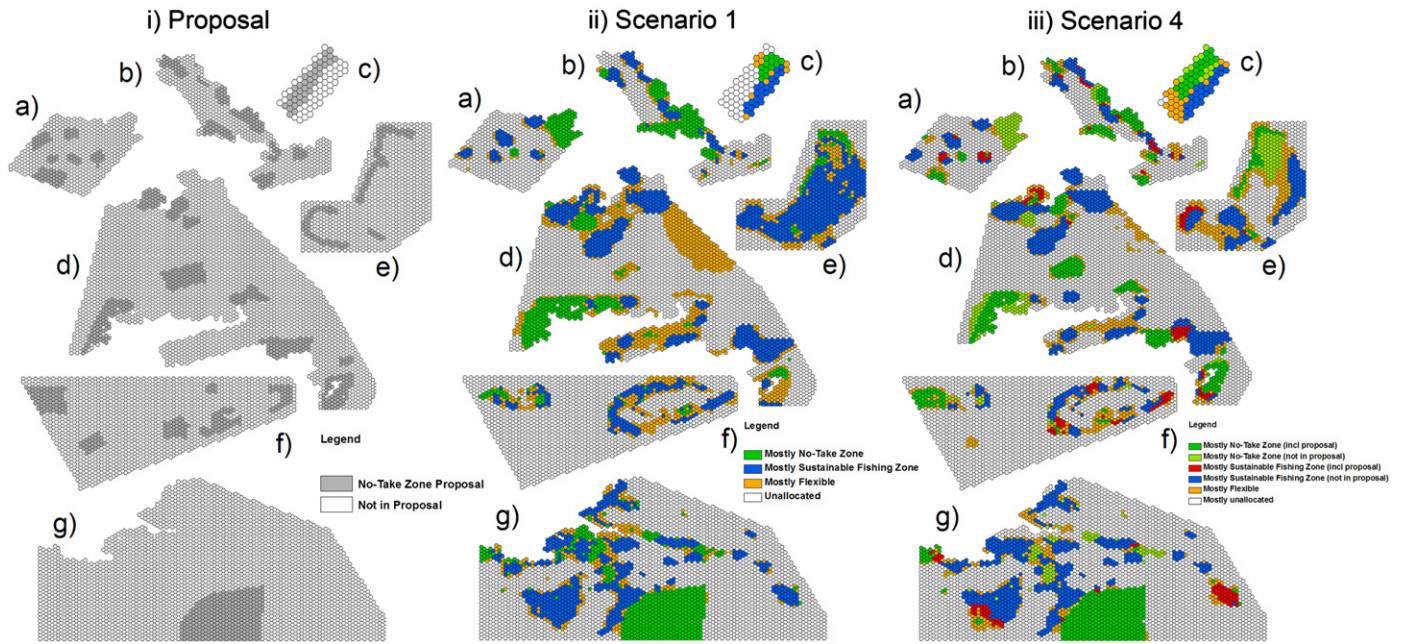 i) Proposal
a)
b)
c)
d)
e)
f)
g)
Legend
No-Take Zone Proposal
Not in Proposal
ii) Scenario 1
a)
b)
c)
d)
e)
f)
g)
Legend
Mostly No-Take Zone
Mostly Sustainable Fishing Zone
Mostly Flexible
Unallocated
iii) Scenario 4
a)
b)
c)
d)
e)
f)
g)
Legend
Mostly No-Take Zone (incl proposal)
Mostly No-Take Zone (not in proposal)
Mostly Sustainable Fishing Zone (incl proposal)
Mostly Sustainable Fishing Zone (not in proposal)
Mostly Flexible
Mostly unallocated